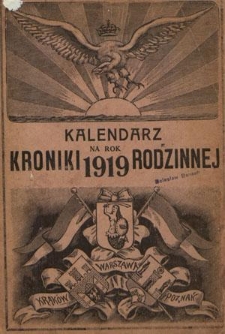 KALENDARZ
NA ROK
KRONIKI 1919 RODZINNEJ
WARSZAWA
KRAKÓW
POZNAŃ